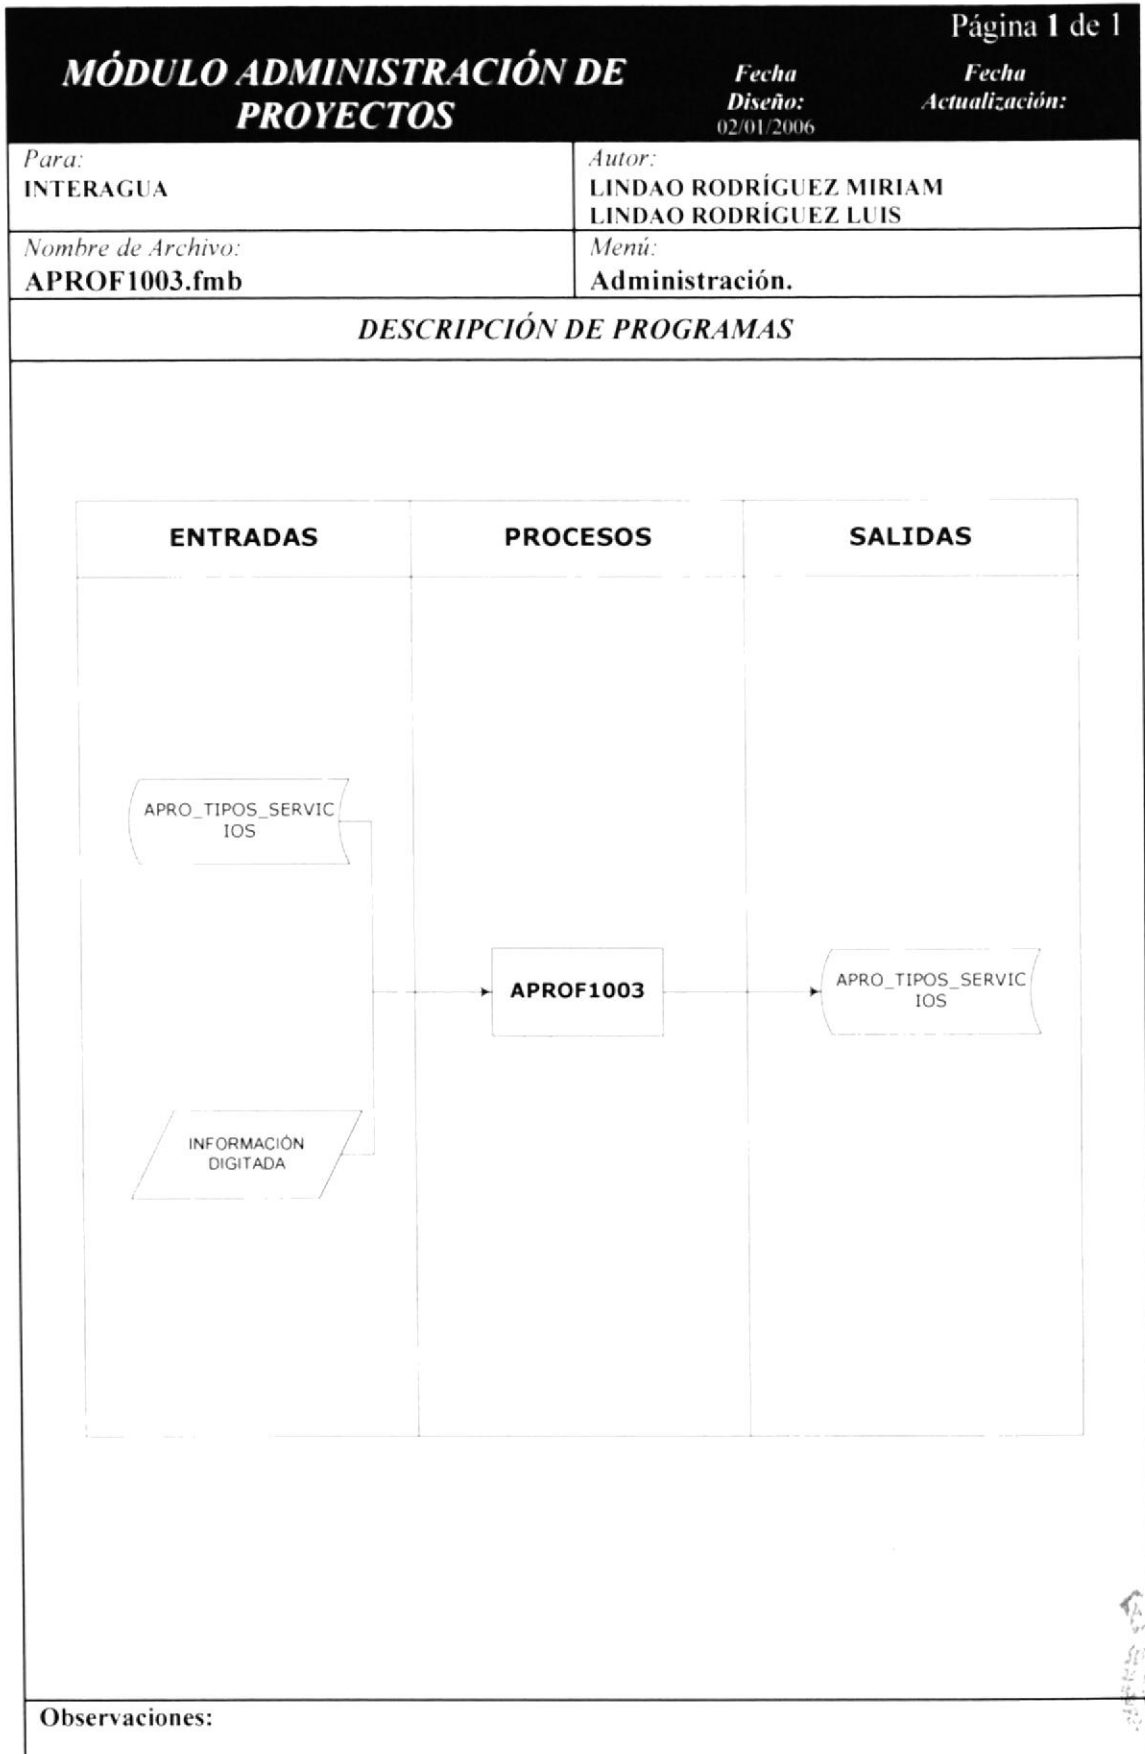 Página 1 de 1
MÓDULO ADMINISTRACIÓN DE
PROYECTOS
Fecha
Diseño:
02/01/2006
Fecha
Actualización:
Para:
INTERAGUA
Autor:
LINDAO RODRÍGUEZ MIRIAM
LINDAO RODRÍGUEZ LUIS
Nombre de Archivo:
APROF1003.fmb
Menú:
Administración.
DESCRIPCIÓN DE PROGRAMAS
ENTRADAS
PROCESOS
SALIDAS
APRO_TIPOS_SERVIC
IOS
APROF1003
APRO_TIPOS_SERVIC
IOS
INFORMACIÓN
DIGITADA
Observaciones: